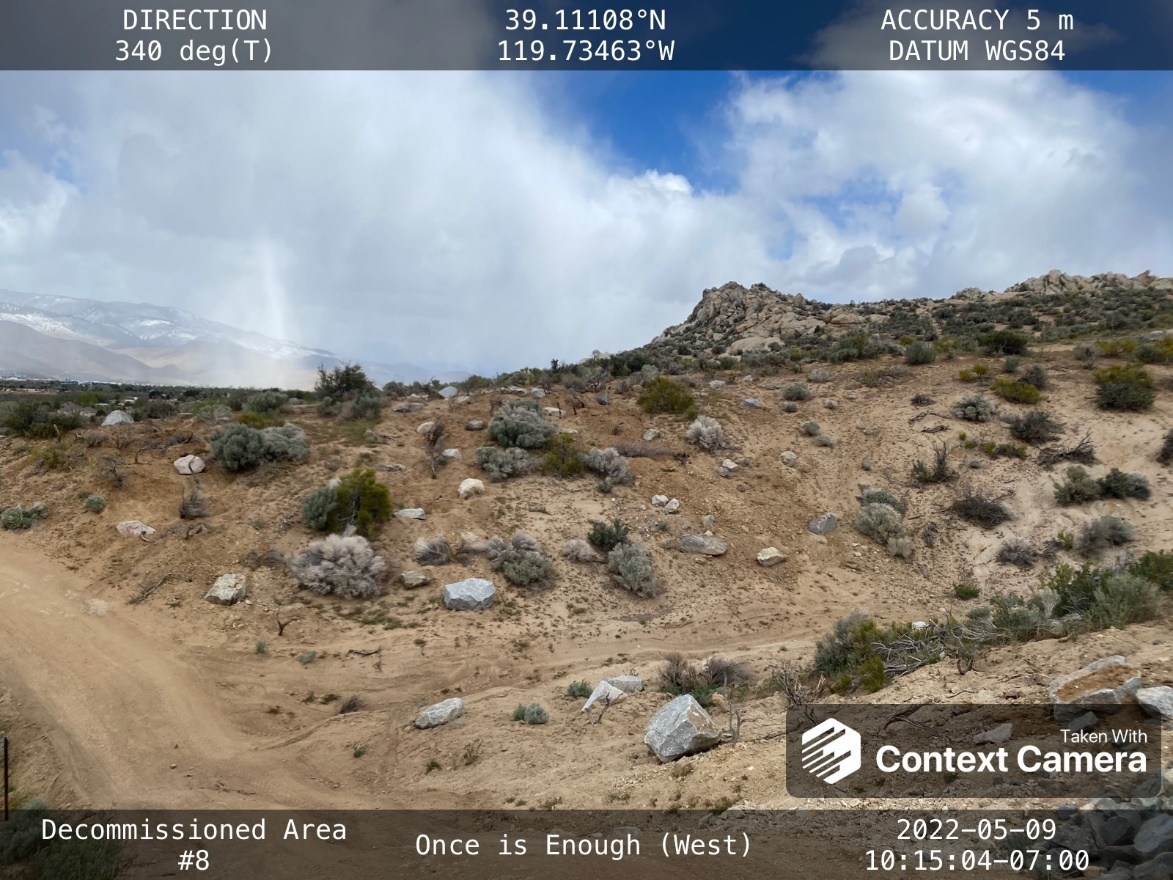 DIRECTION
340 deg(T)
39.11108°N
119.73463°W
ACCURACY 5 m
DATUM WGS84
Taken With
Context Camera
Decommissioned Area
#8
Once is Enough (West)
2022-05-09
10:15:04-07:00